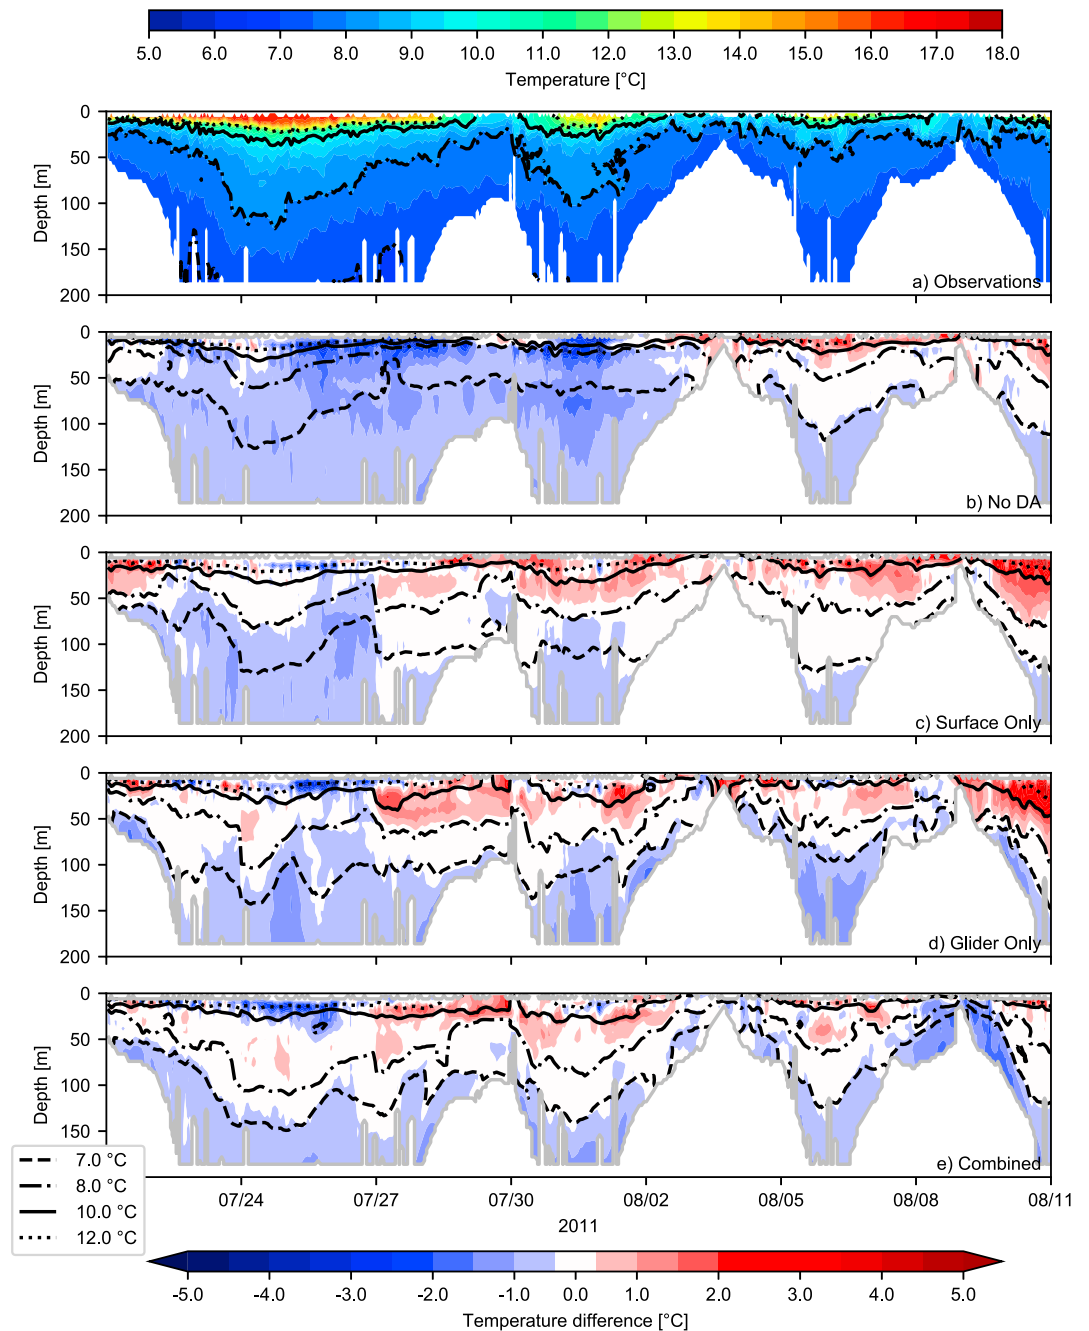 5.0 6.0 7.0 8.0 9.0 10.0 11.0 12.0 13.0 14.0 15.0 16.0 17.0 18.0
Temperature [°C]
0
50
100
150
200
Depth [m]
a) Observations
0
50
100
150
200
Depth [m]
b) No DA
0
50
100
150
200
Depth [m]
c) Surface Only
0
50
100
150
200
Depth [m]
d) Glider Only
0
50
100
150
Depth [m]
e) Combined
7.0 °C
8.0 °C
10.0 °C
12.0 °C
07/24 07/27 07/30 08/02 08/05 08/08 08/11
2011
-5.0 -4.0 -3.0 -2.0 -1.0 0.0 1.0 2.0 3.0 4.0 5.0
Temperature difference [°C]